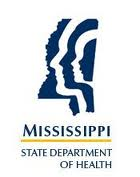 MISSISSIPPI
STATE DEPARTMENT
OF HEALTH